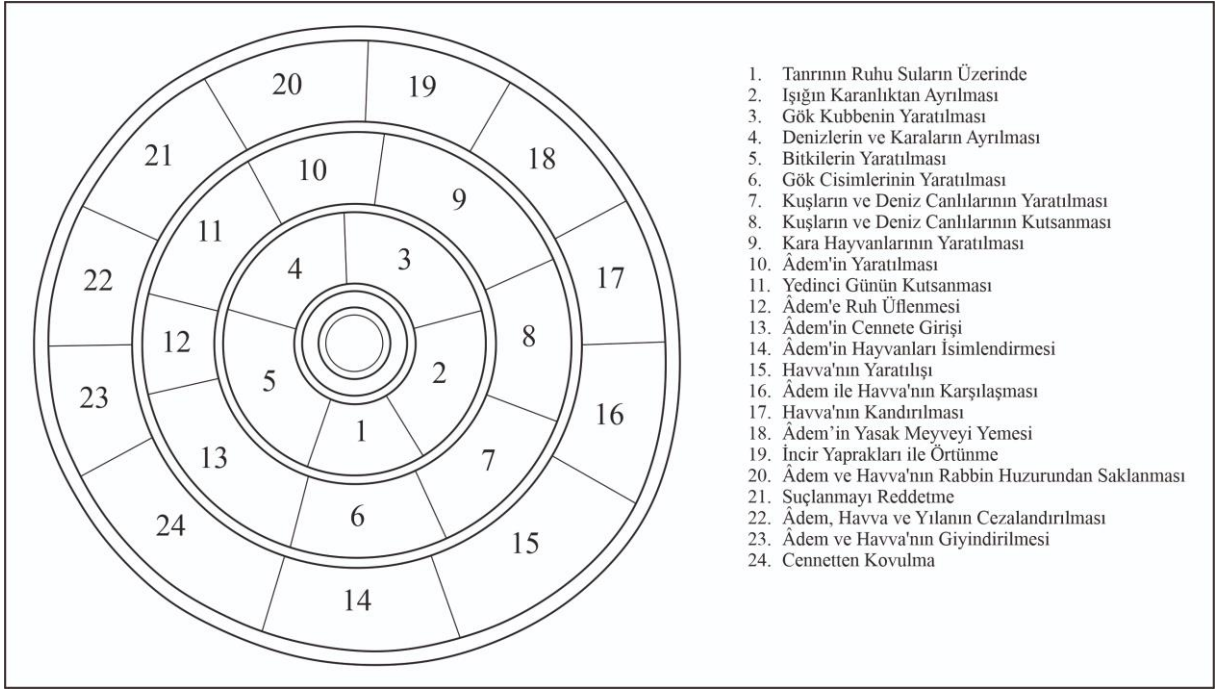 20
19
21
18
10
9
11
4
3
22
17
12
8
5
2
23
1
16
13
7
6
24
15
14
1. Tanrının Ruhu Suların Üzerinde
2. Işığın Karanlıktan Ayrılması
3. Gök Kubbenin Yaratılması
4. Denizlerin ve Karaların Ayrılması
5. Bitkilerin Yaratılması
6. Gök Cisimlerinin Yaratılması
7. Kuşların ve Deniz Canlılarının Yaratılması
8. Kuşların ve Deniz Canlılarının Kutsanması
9. Kara Hayvanlarının Yaratılması
10. Âdem'in Yaratılması
11. Yedinci Günün Kutsanması
12. Âdem'e Ruh Üflenmesi
13. Âdem'in Cennete Girişi
14. Âdem'in Hayvanları İsimlendirmesi
15. Havva'nın Yaratılışı
16. Âdem ile Havva'nın Karşılaşması
17. Havva'nın Kandırılması
18. Âdem’in Yasak Meyveyi Yemesi
19. İncir Yaprakları ile Örtünme
20. Âdem ve Havva'nın Rabbin Huzurundan Saklanması
21. Suçlanmayı Reddetme
22. Âdem, Havva ve Yılanın Cezalandırılması
23. Âdem ve Havva'nın Giyindirilmesi
24. Cennetten Kovulma